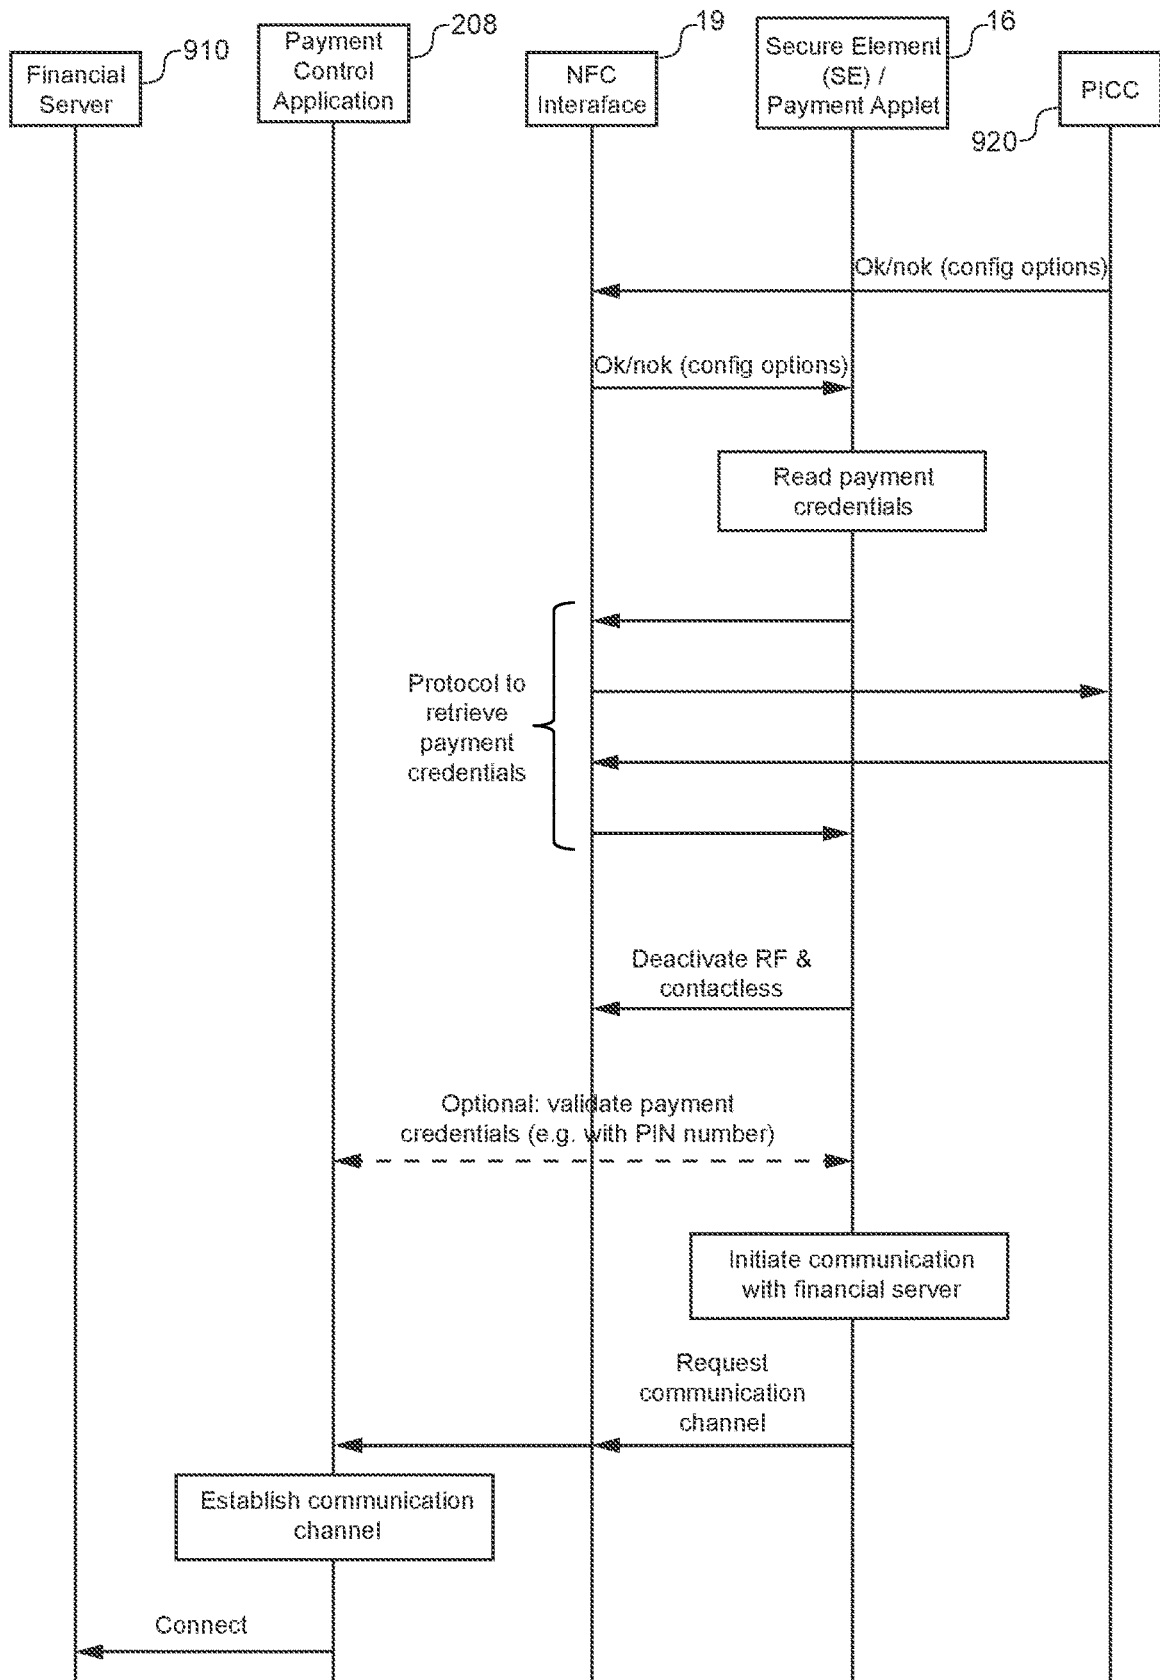 Financial
Server
910
Payment
Control
Application
208
NFC
Interaface
19
Secure Element
(SE) /
Payment Applet
16
PICC
920
Ok/nok (config options)
Ok/nok (config options)
Read payment
credentials
Protocol to
retrieve
payment
credentials
Deactivate RF &
contactless
Optional: validate payment
credentials (e.g. with PIN number)
Initiate communication
with financial server
Request
communication
channel
Establish communication
channel
Connect